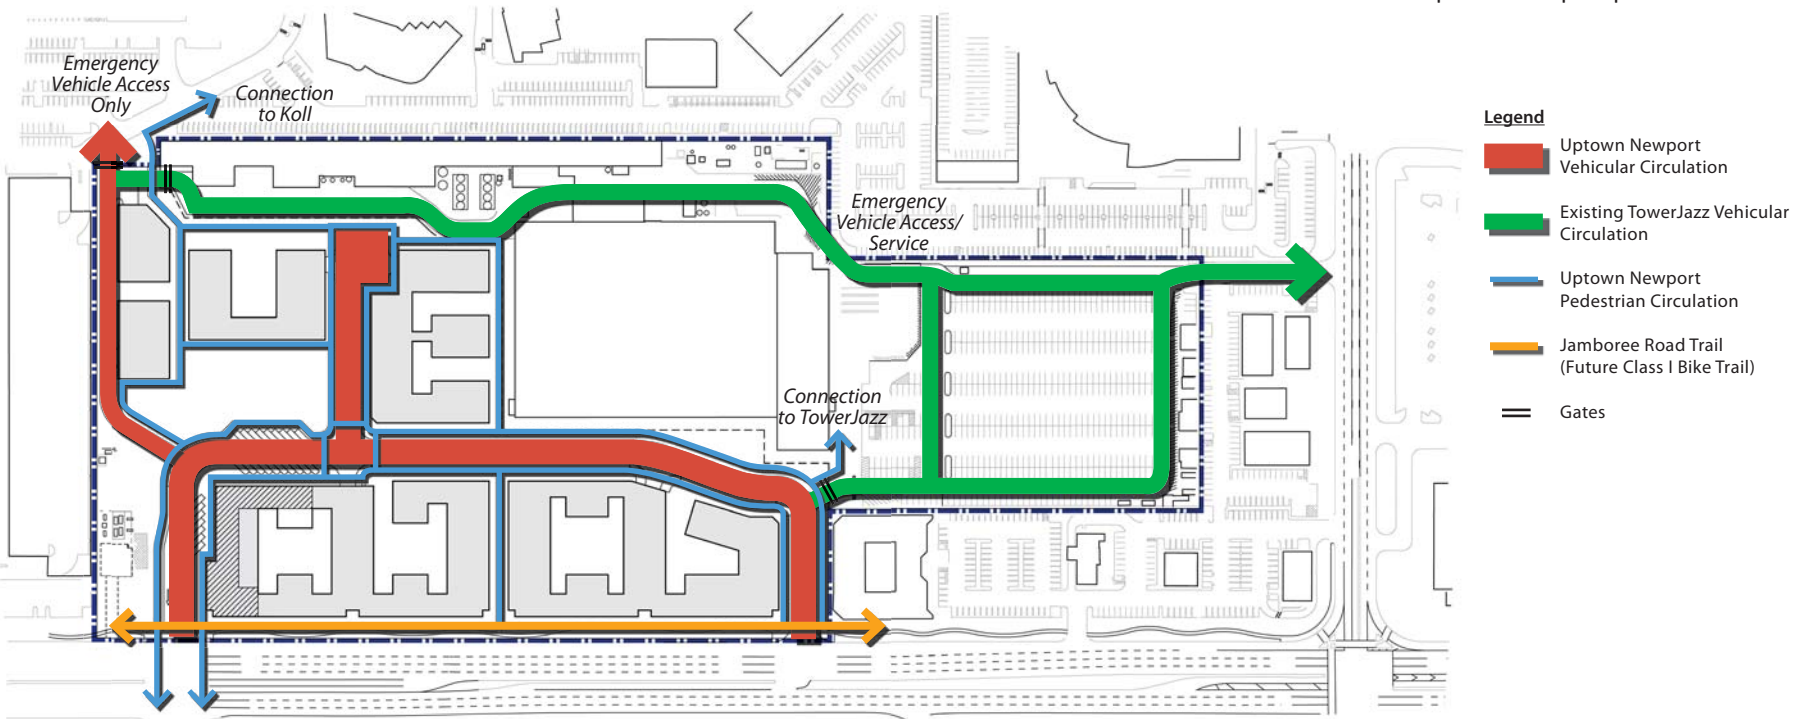 Emergency
Vehicle Access
Only
Connection
to Koll
Emergency
Vehicle Access/
Service
Connection
to TowerJazz
Legend
Uptown Newport
Vehicular Circulation
Existing TowerJazz Vehicular
Circulation
Uptown Newport
Pedestrian Circulation
Jamboree Road Trail
(Future Class I Bike Trail)
Gates